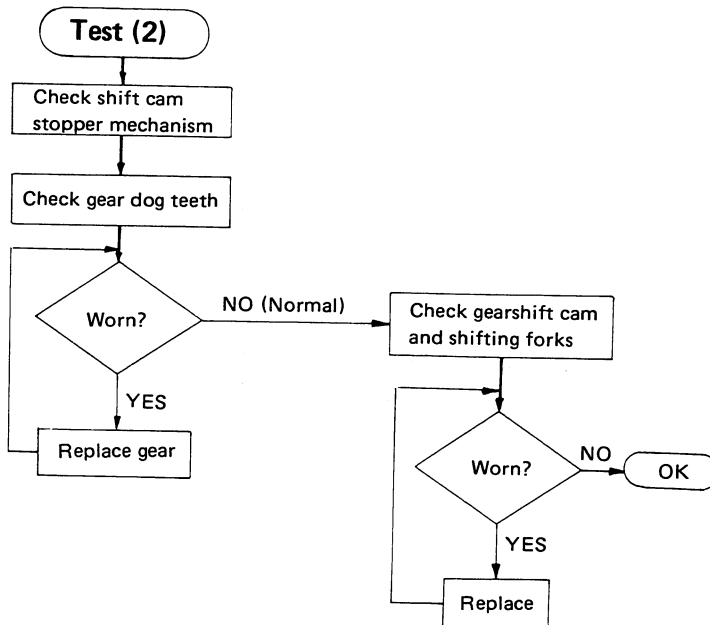 Test (2)
Check shift cam
stopper mechanism
Check gear dog teeth
Worn?
NO (Normal)
YES
Replace gear
Check gearshift cam
and shifting forks
Worn?
NO
OK
YES
Replace